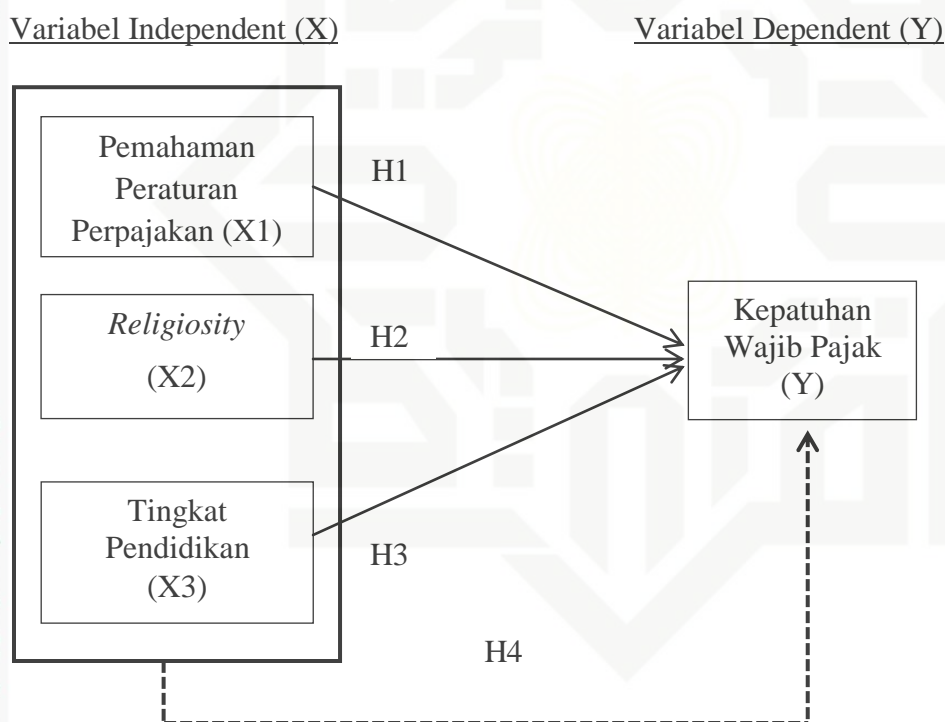 Variabel Independent (X)
Variabel Dependent (Y)
Pemahaman
Peraturan
Perpajakan (X1)
H1
Religiosity
(X2)
H2
Kepatuhan
Wajib Pajak
(Y)
Tingkat
Pendidikan
(X3)
H3
H4